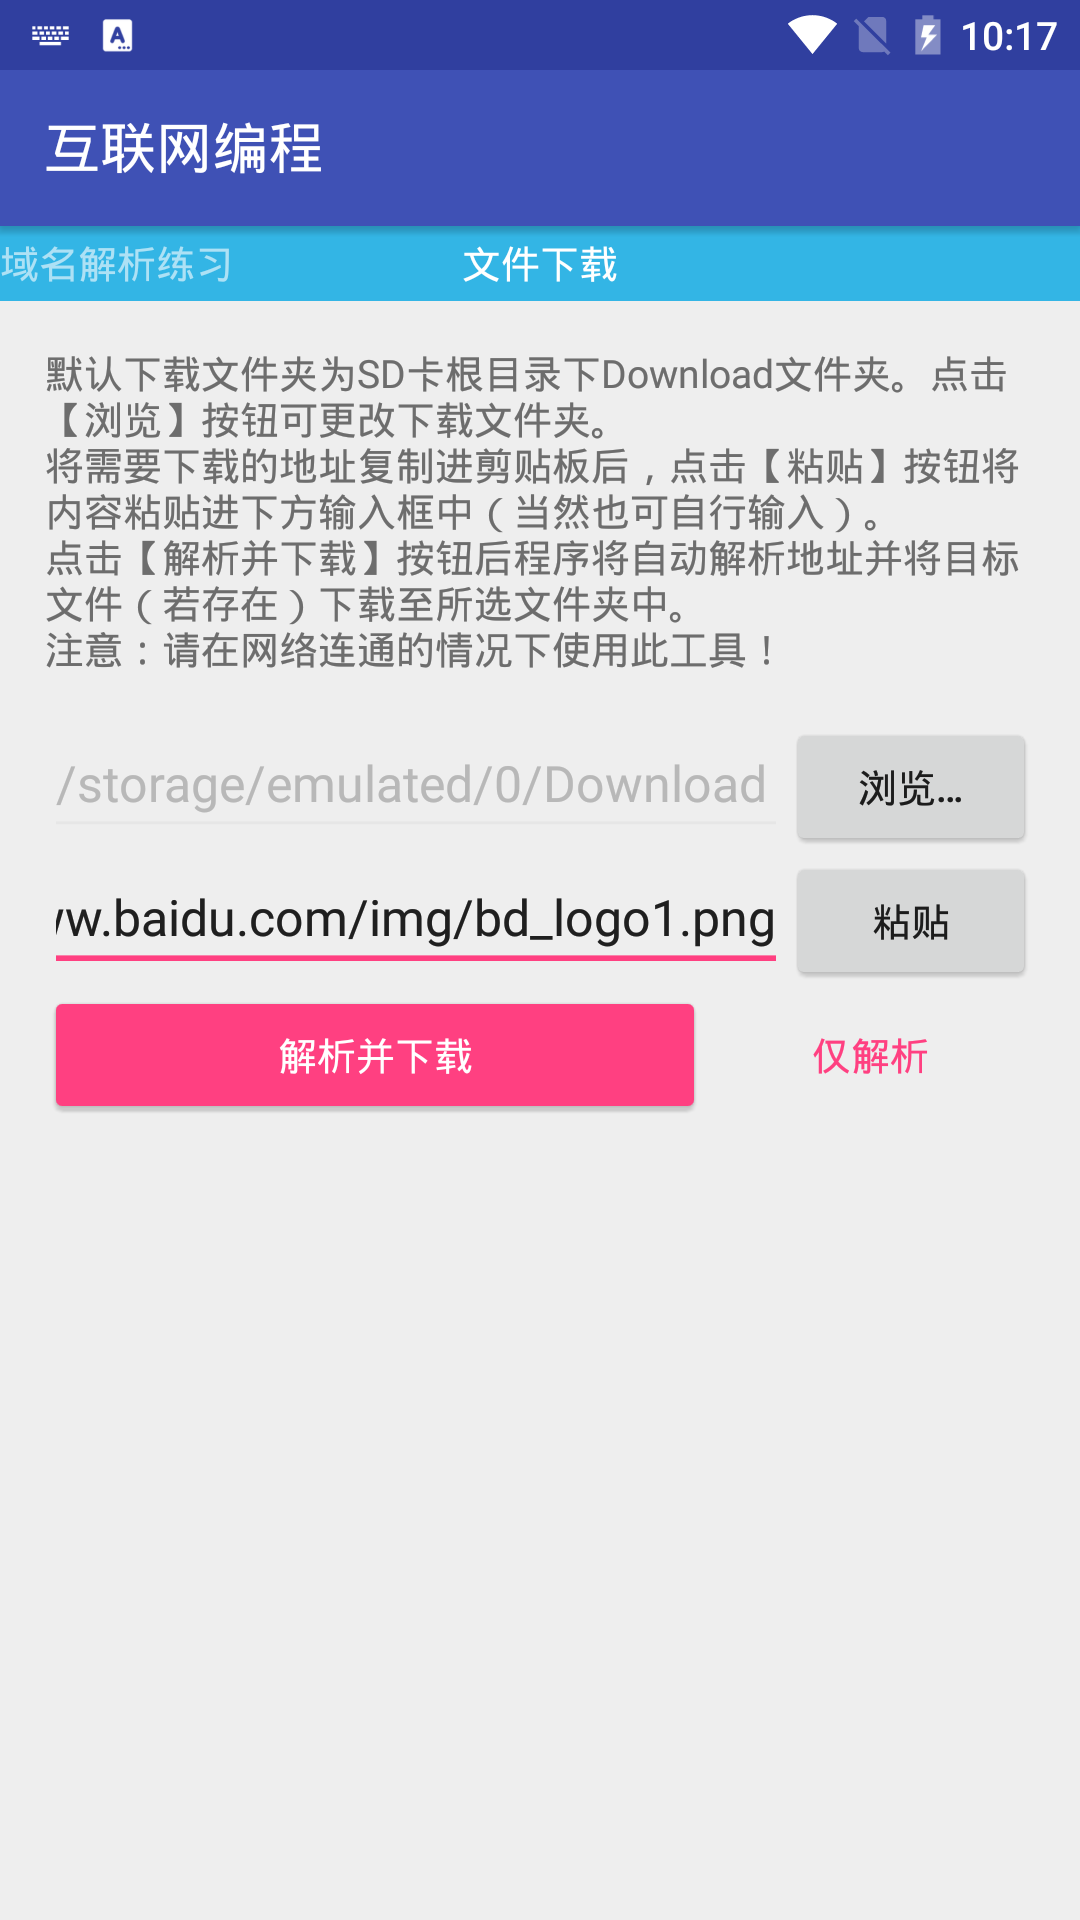 10:17
互联网编程
域名解析练习
文件下载
默认下载文件夹为SD卡根目录下Download文件夹。点击
【浏览】按钮可更改下载文件夹。
将需要下载的地址复制进剪贴板后，点击【粘贴】按钮将
内容粘贴进下方输入框中（当然也可自行输入）。
点击【解析并下载】按钮后程序将自动解析地址并将目标
文件（若存在）下载至所选文件夹中。
注意：请在网络连通的情况下使用此工具！
/storage/emulated/0/Download
浏览...
w.baidu.com/img/bd_logo1.png
粘贴
解析并下载
仅解析